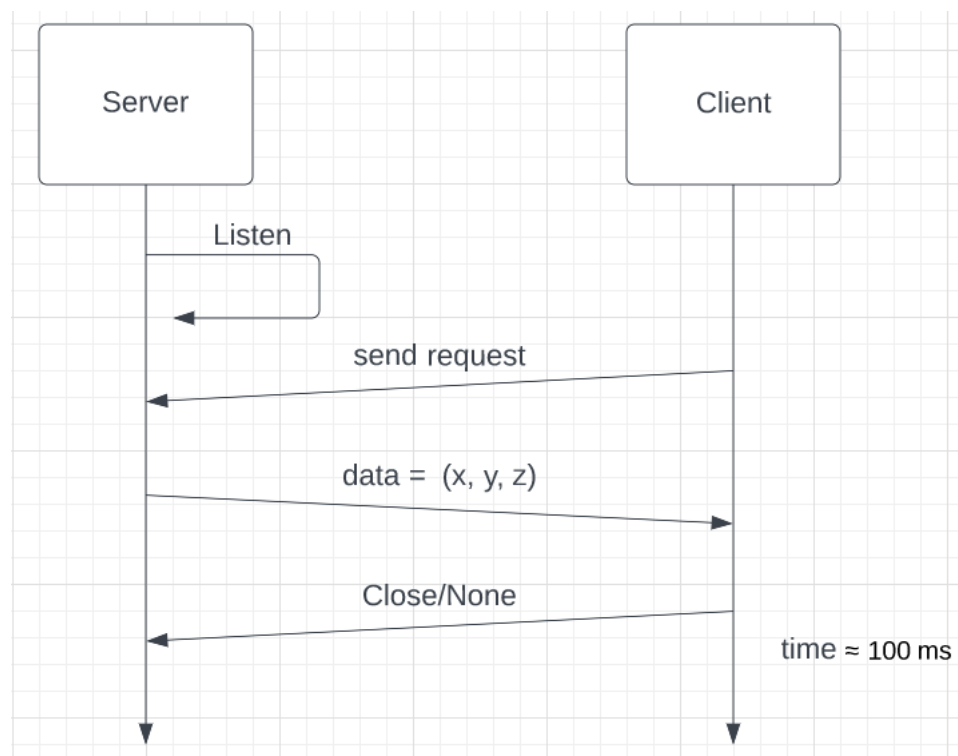 Server
Client
Listen
send request
data = (x, y, z)
Close/None
time ≈ 100 ms